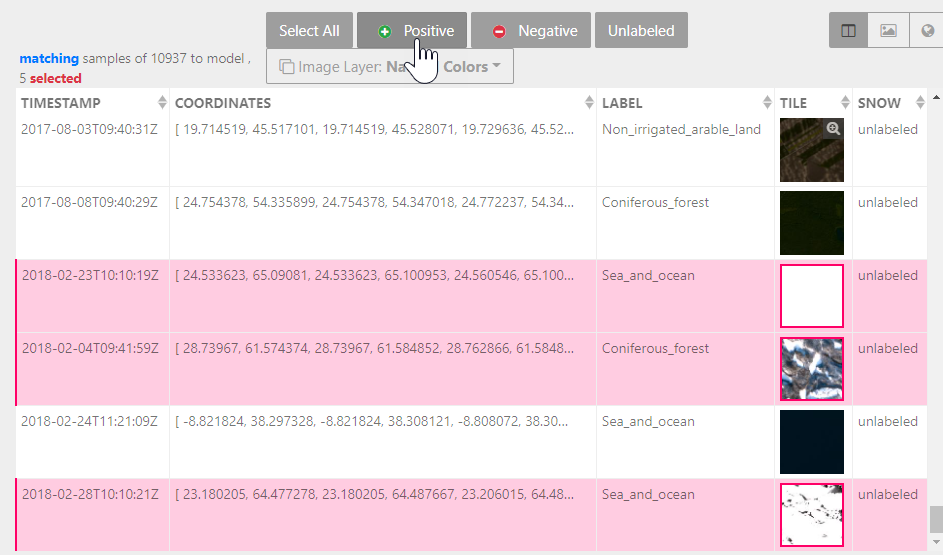 Select All Positive Negative Unlabeled
matching samples of 10937 to model ,
5 selected
Image Layer: Colors
TIMESTAMP COORDINATES LABEL TILE SNOW
2017-08-03T09:40:31Z [ 19.714519, 45.517101, 19.714519, 45.528071, 19.729636, 45.52... Non_irrigated_arable_land unlabeled
2017-08-08T09:40:29Z [ 24.754378, 54.335899, 24.754378, 54.347018, 24.772237, 54.34... Coniferous_forest unlabeled
2018-02-23T10:10:19Z [ 24.533623, 65.09081, 24.533623, 65.100953, 24.560546, 65.100... Sea_and_ocean unlabeled
2018-02-04T09:41:59Z [ 28.73967, 61.574374, 28.73967, 61.584852, 28.762866, 61.5848... Coniferous_forest unlabeled
2018-02-24T11:21:09Z [ -8.821824, 38.297328, -8.821824, 38.308121, -8.808072, 38.30... Sea_and_ocean unlabeled
2018-02-28T10:10:21Z [ 23.180205, 64.477278, 23.180205, 64.487667, 23.206015, 64.48... Sea_and_ocean unlabeled